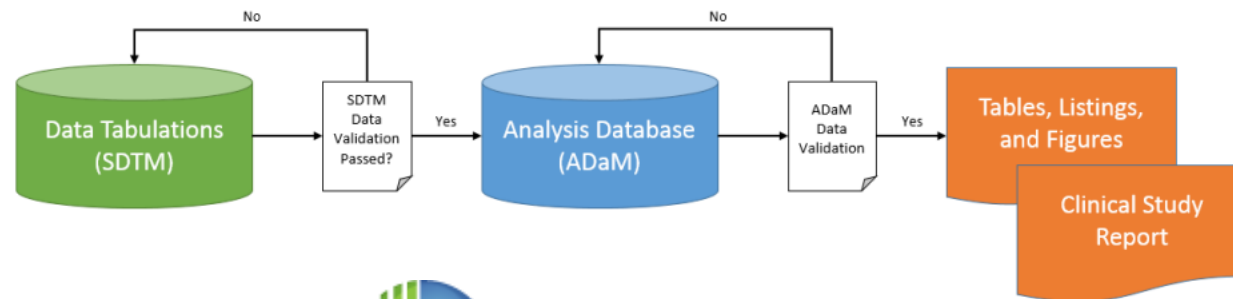 No
No
Data Tabulations
(SDTM)
SDTM
Data
Validation
Passed?
Yes
Analysis Database
(ADaM)
ADaM
Data
Validation
Yes
Tables, Listings,
and Figures
Clinical Study
Report